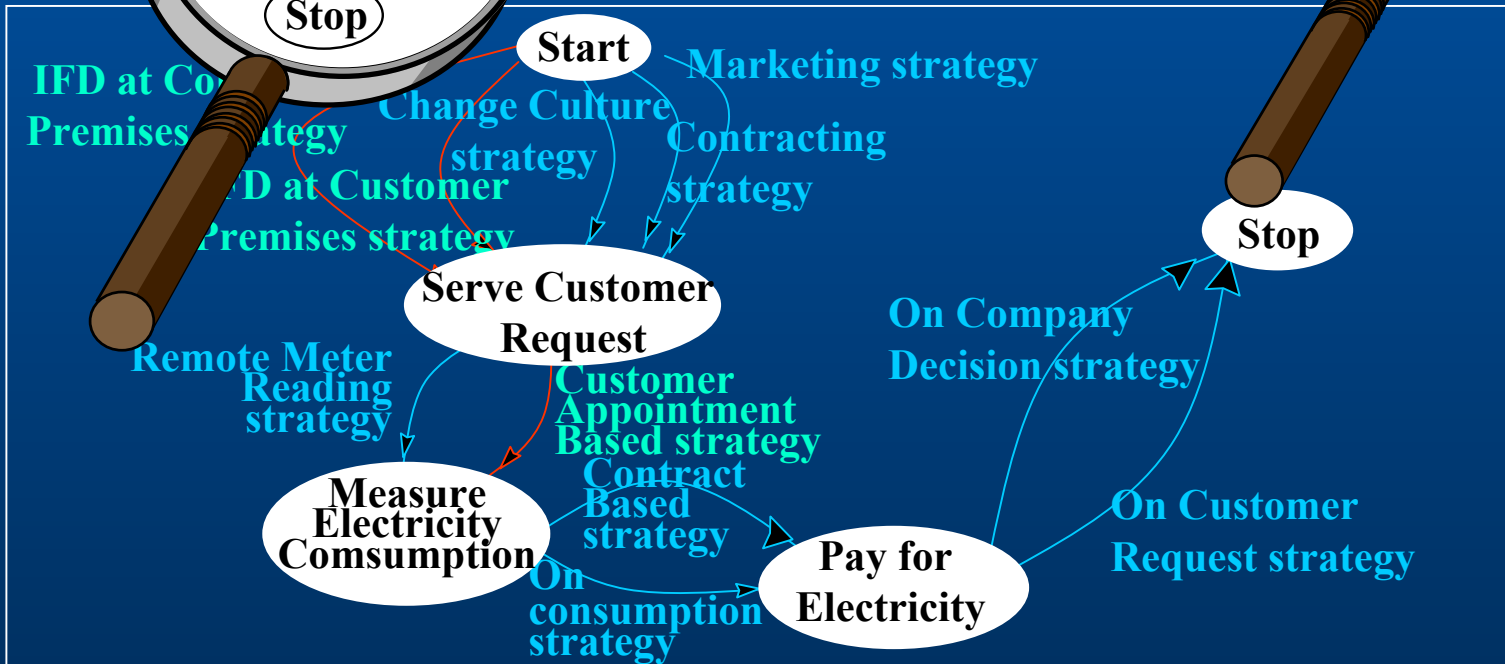 Stop
Start
Marketing strategy
IFD at Co
Premises ategy
Change Culture
strategy
Contracting
strategy
FD at Customer
Premises strategy
Stop
Serve Customer
Request
On Company
Decision strategy
Remote Meter
Reading
strategy
Customer
Appointment
Based strategy
Contract
Based
strategy
Measure
Electricity
Comsumption
On Customer
Request strategy
Pay for
Electricity
On
consumption
strategy